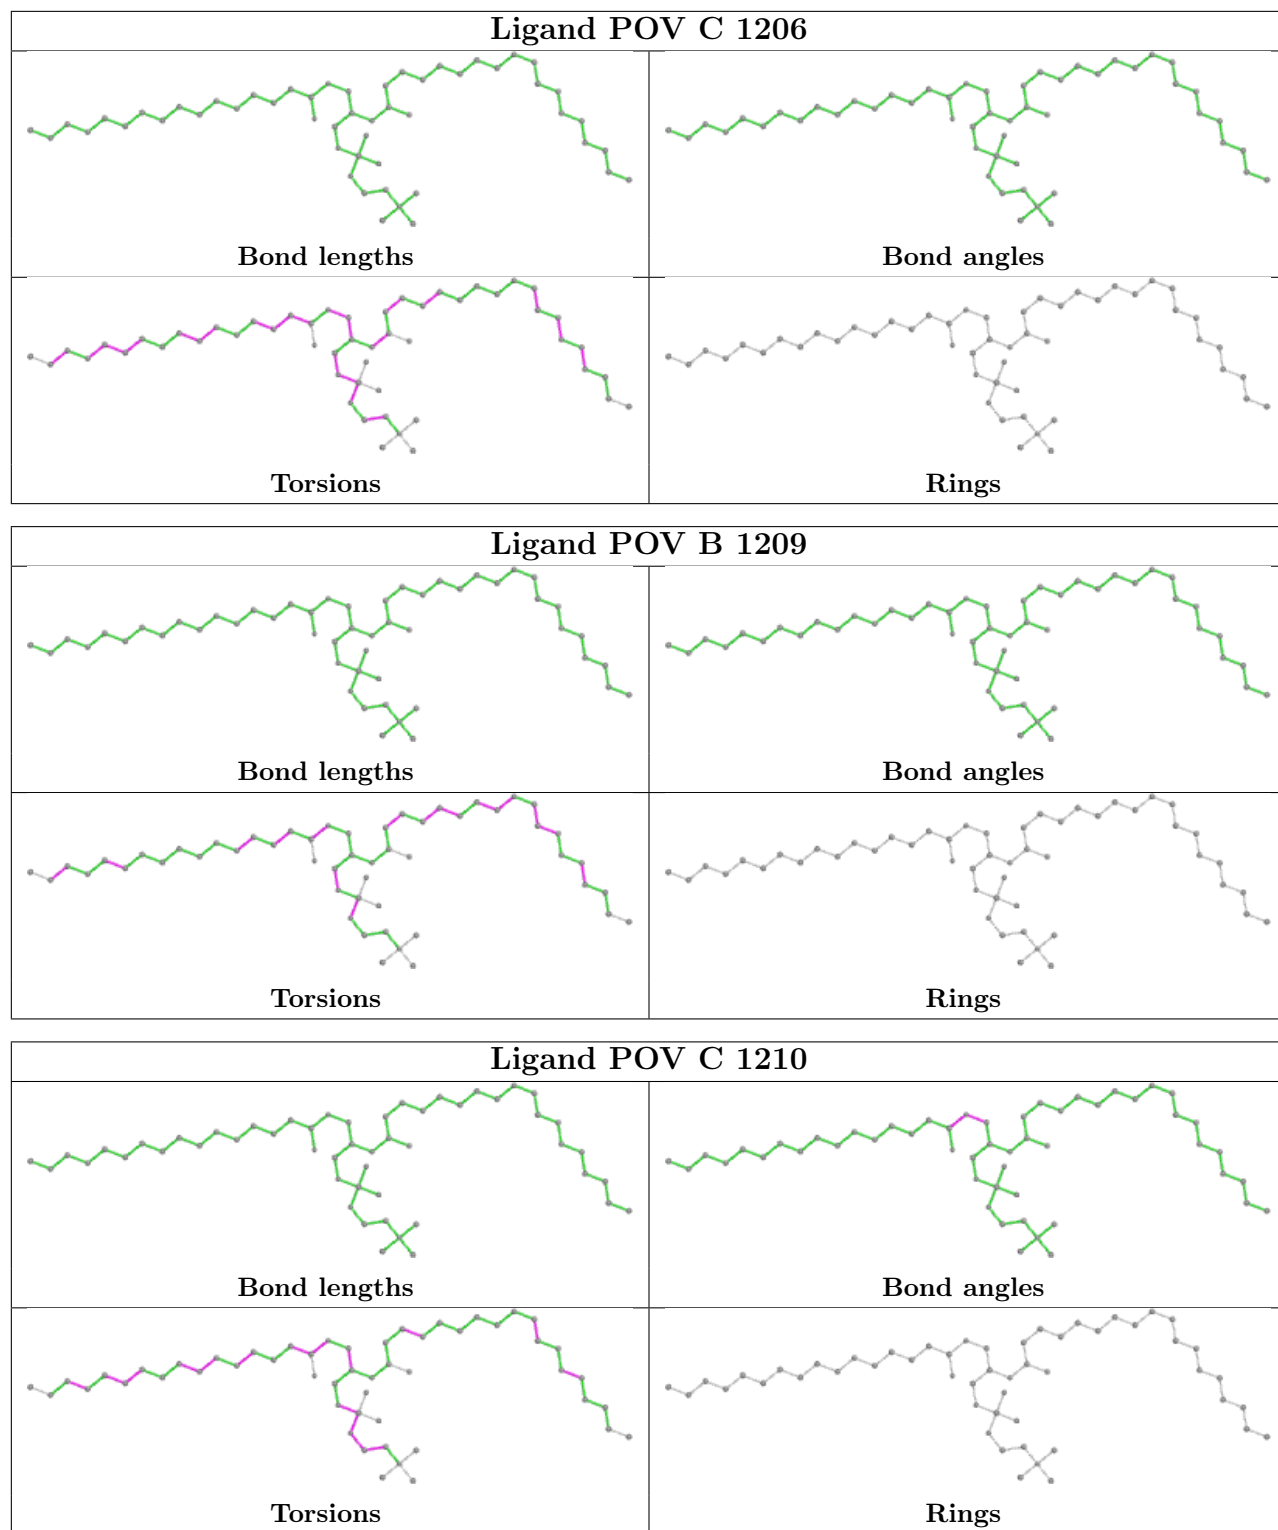 Ligand POV C 1206
Bond lengths
Bond angles
Torsions
Rings
Ligand POV B 1209
Bond lengths
Bond angles
Torsions
Rings
Ligand POV C 1210
Bond lengths
Bond angles
Torsions
Rings